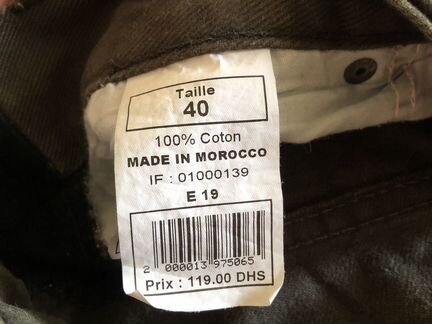 Taille
40
100% Coton
MADE IN MOROCCO
IF : 01000139
E 19
2 000013 975065
Prix : 119.00 DHS